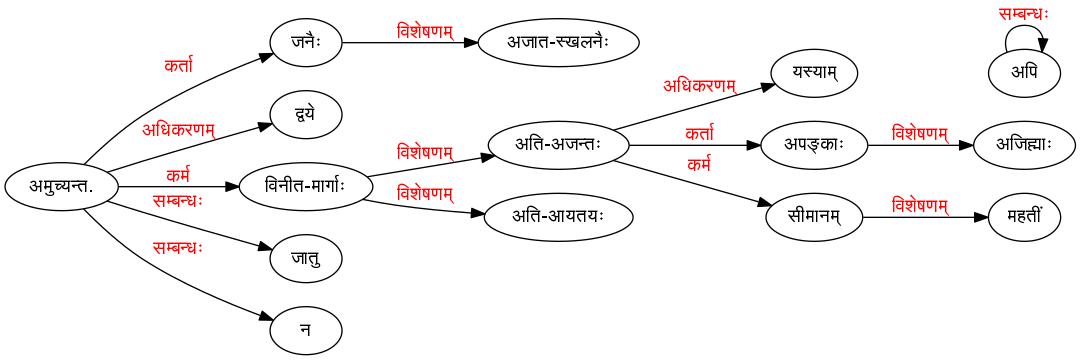 सम्बन्धः
जनैः विशेषणम् अजात-स्खलनैः
अपि
कर्ता
यस्याम्
अधिकरणम्
द्वये
अधिकरणम्
अति-अजन्तः कर्ता अपङ्काः विशेषणम् अजिह्माः
विशेषणम्
कर्म
अमुच्यन्त. कर्म विनीत-मार्गाः
विशेषणम्
सम्बन्धः
अति-आयतयः
सीमानम् विशेषणम् महतीं
सम्बन्धः
जातु
न